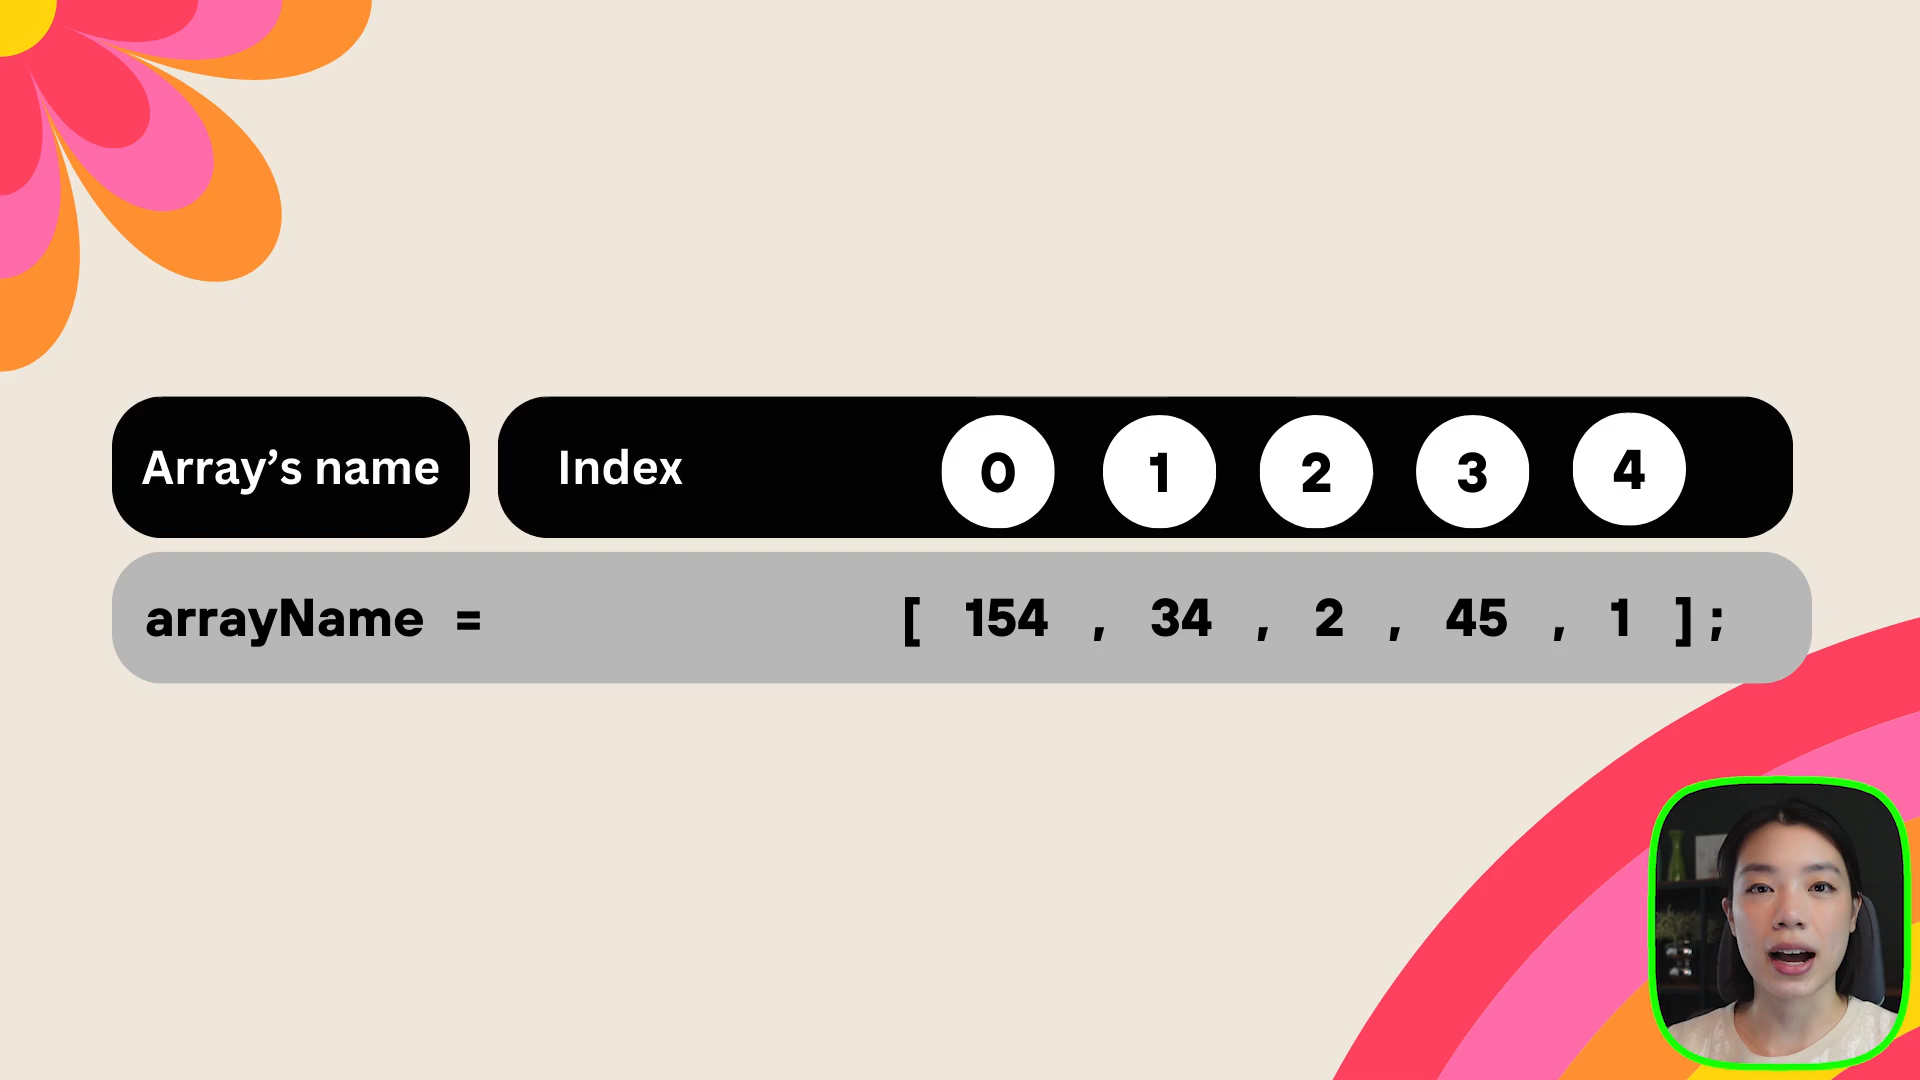 Array’s name Index 0 1 2 3 4
arrayName = [ 154 , 34 , 2 , 45 , 1 ] ;